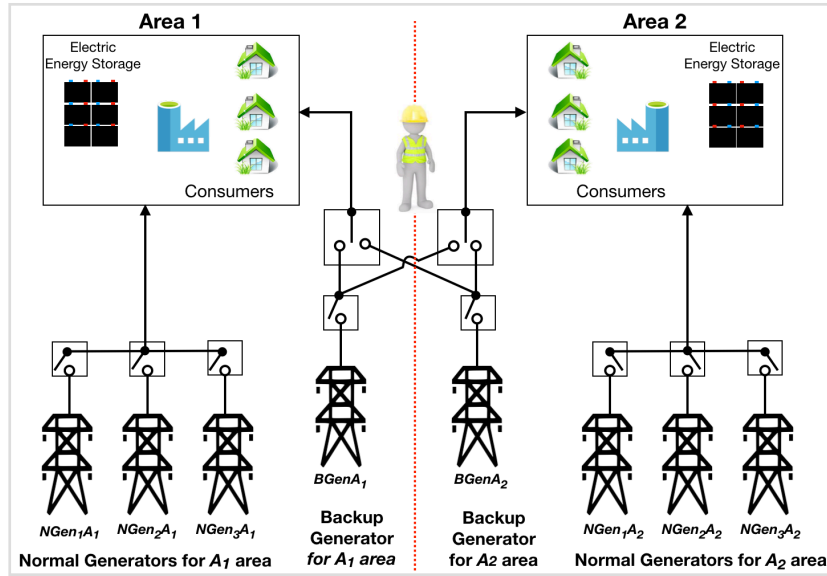 Area 1
Area 2
Electric
Energy Storage
Electric
Energy Storage
Consumers
Consumers
BGenA1
BGenA2
NGen1A1
NGen2A1
NGen3A1
NGen1A2
NGen2A2
NGen3A2
Backup
Generator
for A1 area
Backup
Generator
for A2 area
Normal Generators for A1 area
Normal Generators for A2 area